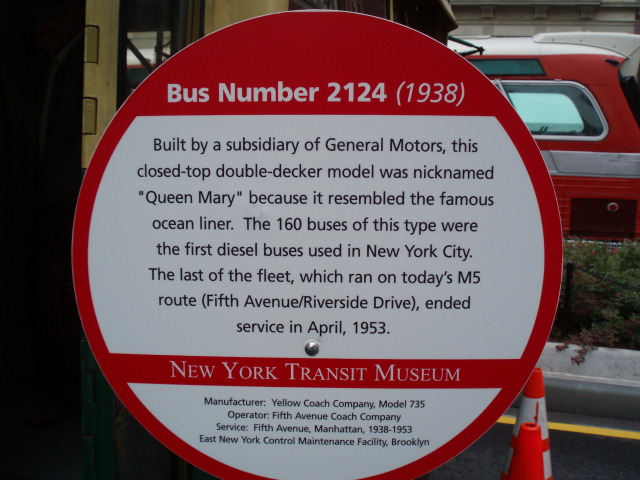 Bus Number 2124 (1938)
Built by a subsidiary of General Motors, this
closed-top double-decker model was nicknamed
"Queen Mary" because it resembled the famous
ocean liner. The 160 buses of this type were
the first diesel buses used in New York City.
The last of the fleet, which ran on today's M5
route (Fifth Avenue/Riverside Drive), ended
service in April, 1953.
NEW YORK TRANSIT MUSEUM
Manufacturer: Yellow Coach Company, Model 735
Operator: Fifth Avenue Coach Company
Service: Fifth Avenue, Manhattan, 1938-1953
East New York Control Maintenance Facility, Brooklyn